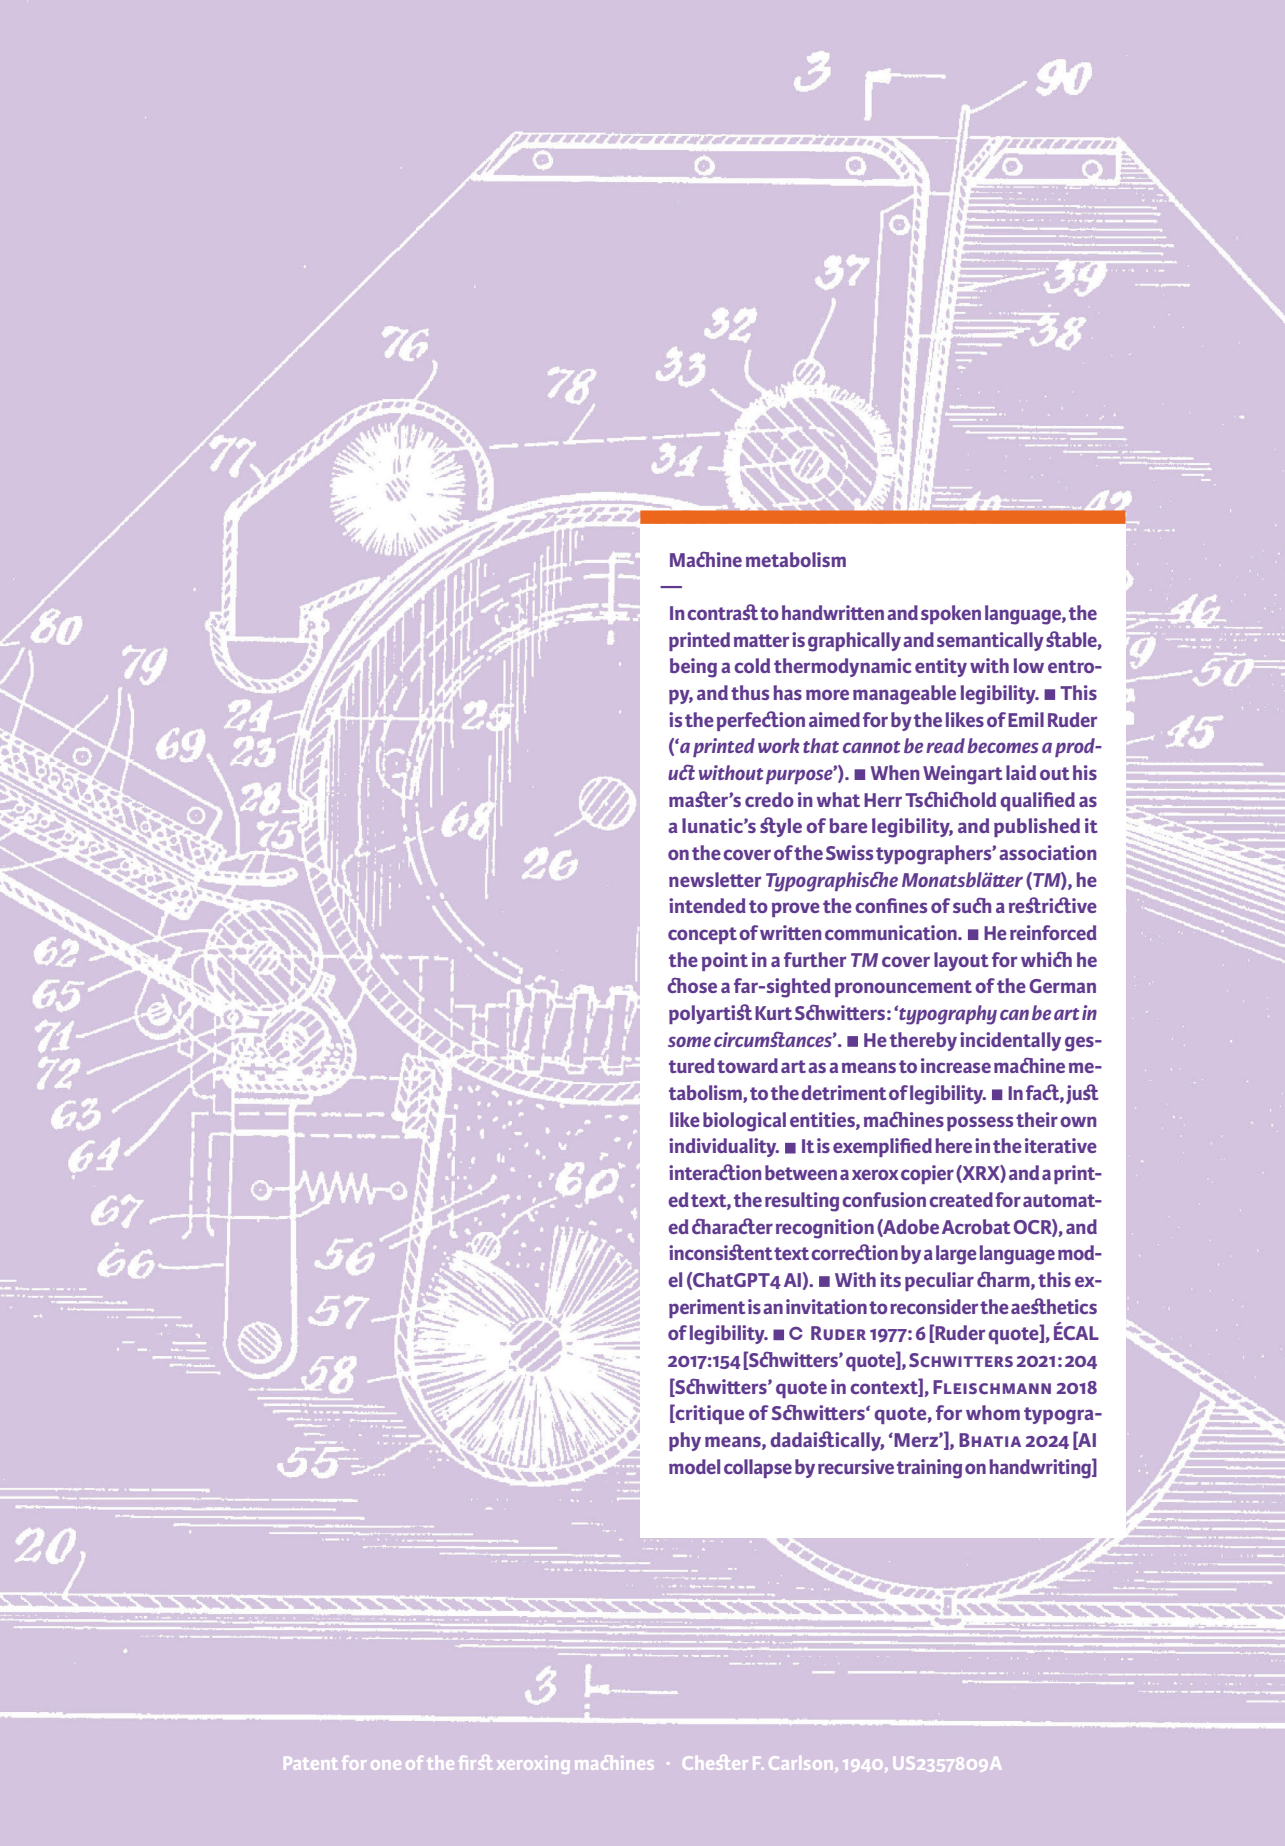 3
90
37
39
32
38
76
33
78
77
34
42
80
46
79
50
24
25
69
23
45
28
68
75
26
62
65
71
72
63
64
60
67
56
66
57
58
55
20
3
Machine metabolism
In contrast to handwritten and spoken language, the
printed matter is graphically and semantically stable,
being a cold thermodynamic entity with low entro-
py, and thus has more manageable legibility. ■ This
is the perfection aimed for by the likes of Emil Ruder
(‘a printed work that cannot be read becomes a prod-
uct without purpose’). ■ When Weingart laid out his
master’s credo in what Herr Tschichold qualified as
a lunatic’s style of bare legibility, and published it
on the cover of the Swiss typographers’ association
newsletter Typographische Monatsblätter (TM), he
intended to prove the confines of such a restrictive
concept of written communication. ■ He reinforced
the point in a further TM cover layout for which he
chose a far-sighted pronouncement of the German
polyartist Kurt Schwitters: ‘typography can be art in
some circumstances’. ■ He thereby incidentally ges-
tured toward art as a means to increase machine me-
tabolism, to the detriment of legibility. ■ In fact, just
like biological entities, machines possess their own
individuality. ■ It is exemplified here in the iterative
interaction between a xerox copier (XRX) and a print-
ed text, the resulting confusion created for automat-
ed character recognition (Adobe Acrobat OCR), and
inconsistent text correction by a large language mod-
el (ChatGPT4 AI). ■ With its peculiar charm, this ex-
periment is an invitation to reconsider the aesthetics
of legibility. ■ C RUDER 1977: 6 [Ruder quote], ÉCAL
2017:154 [Schwitters’ quote], SCHWITTERS 2021: 204
[Schwitters’ quote in context], FLEISCHMANN 2018
[critique of Schwitters‘ quote, for whom typogra-
phy means, dadaistically, ‘Merz’], BHATIA 2024 [AI
model collapse by recursive training on handwriting]
Patent for one of the first xeroxing machines · Chester F. Carlson, 1940, US2357809A